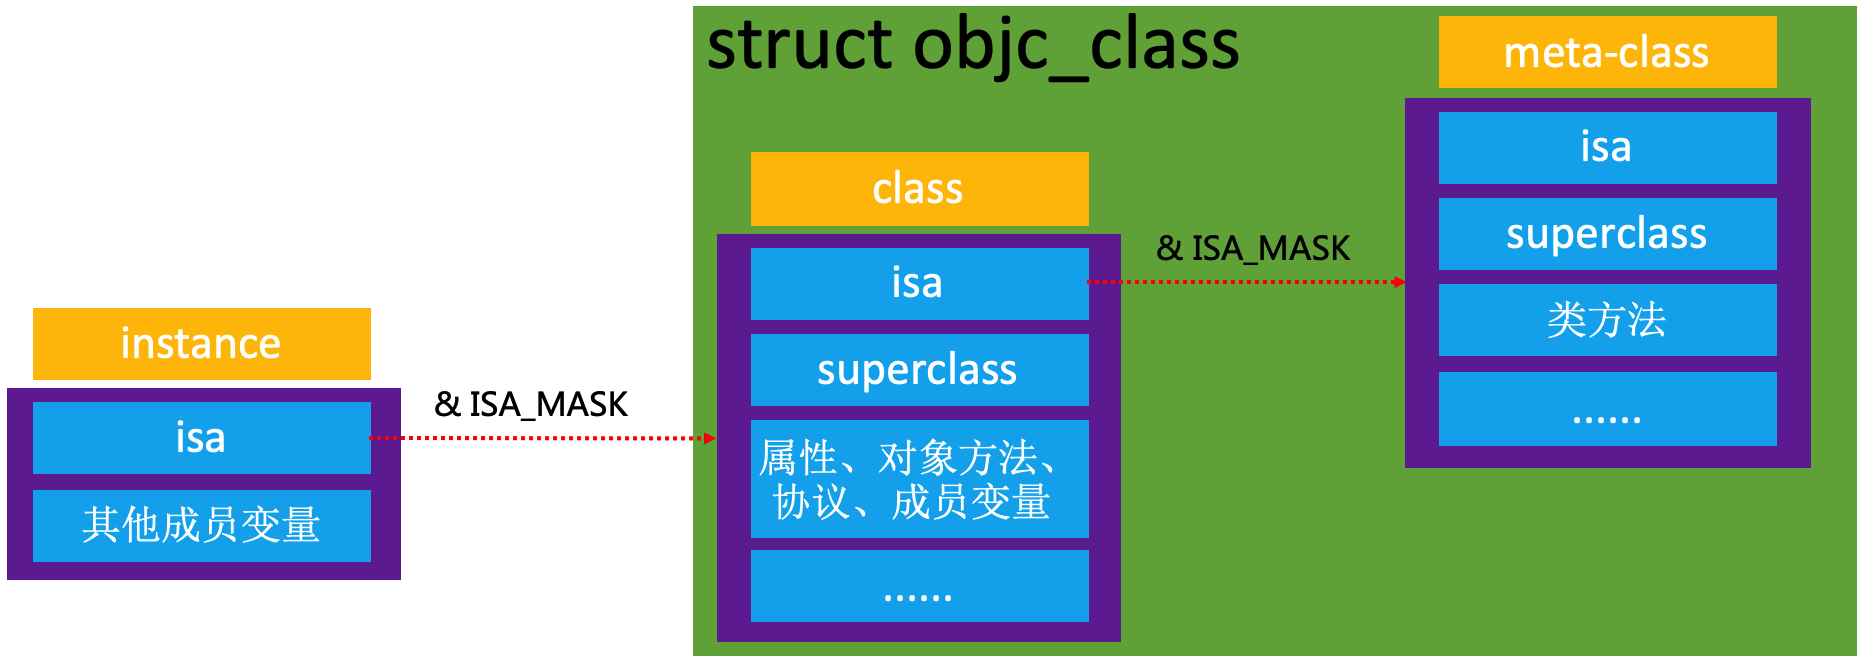 struct objc_class
instance
isa
其他成员变量
& ISA_MASK
class
isa
superclass
属性、对象方法、
协议、成员变量
......
& ISA_MASK
meta-class
isa
superclass
类方法
......